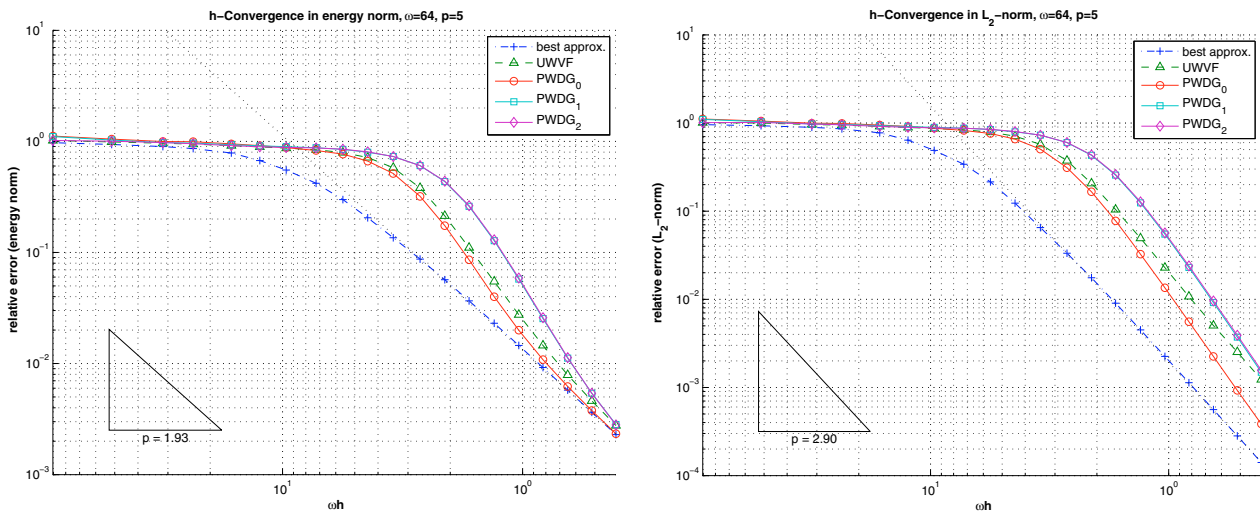 h−Convergence in energy norm, ω=64, p=5
10¹
10⁰
10⁻¹
10⁻²
10⁻³
relative error (energy norm)
best approx.
UWVF
PWDG₀
PWDG₁
PWDG₂
p = 1.93
10¹
10⁰
ωh
h−Convergence in L₂−norm, ω=64, p=5
10¹
10⁰
10⁻¹
10⁻²
10⁻³
10⁻⁴
relative error (L₂−norm)
best approx.
UWVF
PWDG₀
PWDG₁
PWDG₂
p = 2.90
10¹
10⁰
ωh